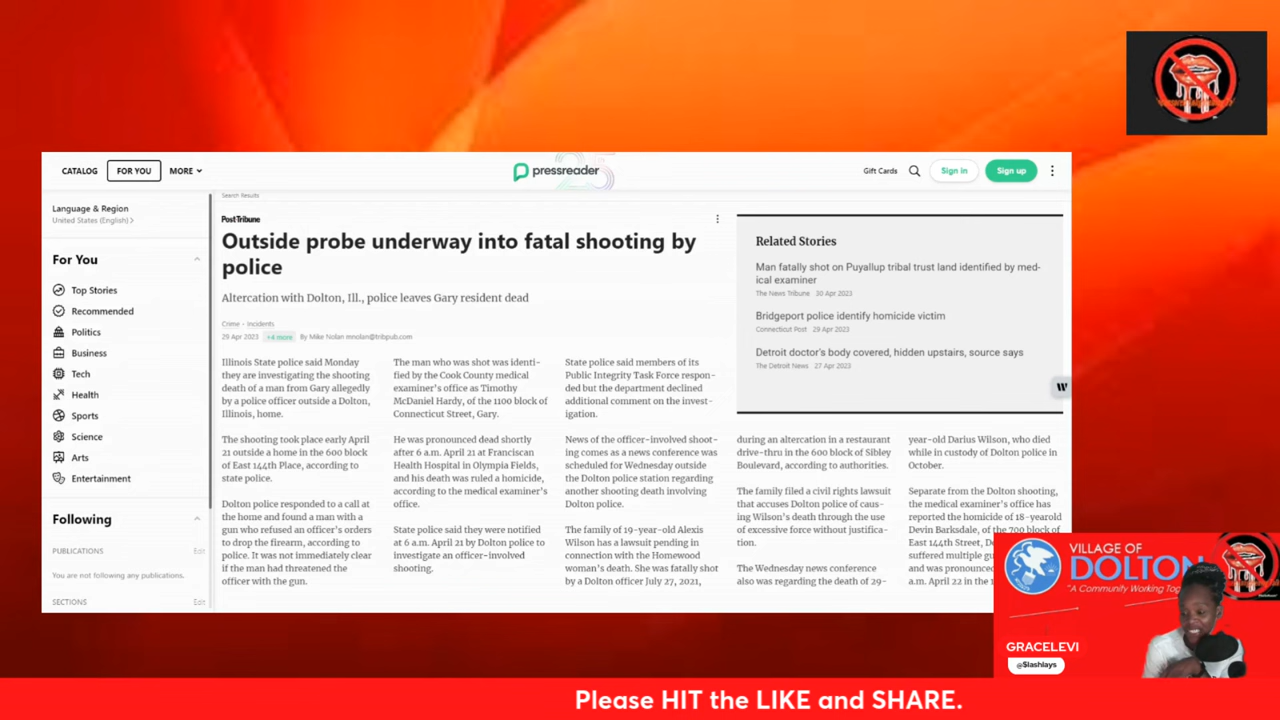 CATALOG
FOR YOU
MORE
pressreader
Gift Cards
Sign in
Sign up
Language & Region
United States (English)
For You
Top Stories
Recommended
Politics
Business
Tech
Health
Sports
Science
Arts
Entertainment
Following
PUBLICATIONS Edit
You are not following any publications.
SECTIONS Edit
Search Results
Post-Tribune
Outside probe underway into fatal shooting by
police
Altercation with Dolton, Ill., police leaves Gary resident dead
Crime - Incidents
29 Apr 2023 +4 more By Mike Nolan mnolan@tribpub.com
Illinois State police said Monday
they are investigating the shooting
death of a man from Gary allegedly
by a police officer outside a Dolton,
Illinois, home.
The shooting took place early April
21 outside a home in the 600 block
of East 144th Place, according to
state police.
Dolton police responded to a call at
the home and found a man with a
gun who refused an officer's orders
to drop the firearm, according to
police. It was not immediately clear
if the man had threatened the
officer with the gun.
The man who was shot was identi-
fied by the Cook County medical
examiner's office as Timothy
McDaniel Hardy, of the 1100 block of
Connecticut Street, Gary.
He was pronounced dead shortly
after 6 a.m. April 21 at Franciscan
Health Hospital in Olympia Fields,
and his death was ruled a homicide,
according to the medical examiner's
office.
State police said they were notified
at 6 a.m. April 21 by Dolton police to
investigate an officer-involved
shooting.
State police said members of its
Public Integrity Task Force respon-
ded but the department declined
additional comment on the invest-
igation.
News of the officer-involved shoot-
ing comes as a news conference was
scheduled for Wednesday outside
the Dolton police station regarding
another shooting death involving
Dolton police.
The family of 19-year-old Alexis
Wilson has a lawsuit pending in
connection with the Homewood
woman's death. She was fatally shot
by a Dolton officer July 27, 2021,
during an altercation in a restaurant
drive-thru in the 600 block of Sibley
Boulevard, according to authorities.
The family filed a civil rights lawsuit
that accuses Dolton police of caus-
ing Wilson's death through the use
of excessive force without justifica-
tion.
The Wednesday news conference
also was regarding the death of 29-
year-old Darius Wilson, who died
while in custody of Dolton police in
October.
Separate from the Dolton shooting,
the medical examiner's office has
reported the homicide of 18-yearold
Devin Barksdale, of the 700 block of
East 144th Street, D
suffered multiple gu
and was pronounced
a.m. April 22 in the 1
Related Stories
Man fatally shot on Puyallup tribal trust land identified by med-
ical examiner
The News Tribune 30 Apr 2023
Bridgeport police identify homicide victim
Connecticut Post 29 Apr 2023
Detroit doctor's body covered, hidden upstairs, source says
The Detroit News 27 Apr 2023
W
VILLAGE OF
DOLTON
"A Community Working Tog
GRACELEVI
@$lashlays
Please HIT the LIKE and SHARE.